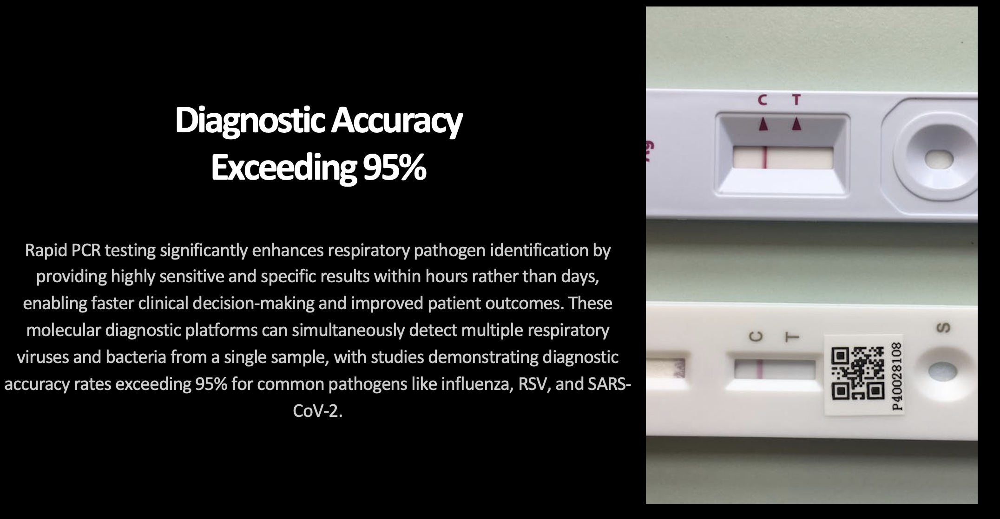 Diagnostic Accuracy
Exceeding 95%
Rapid PCR testing significantly enhances respiratory pathogen identification by
providing highly sensitive and specific results within hours rather than days,
enabling faster clinical decision-making and improved patient outcomes. These
molecular diagnostic platforms can simultaneously detect multiple respiratory
viruses and bacteria from a single sample, with studies demonstrating diagnostic
accuracy rates exceeding 95% for common pathogens like influenza, RSV, and SARS-
CoV-2.
C T
C T
S
P40028108